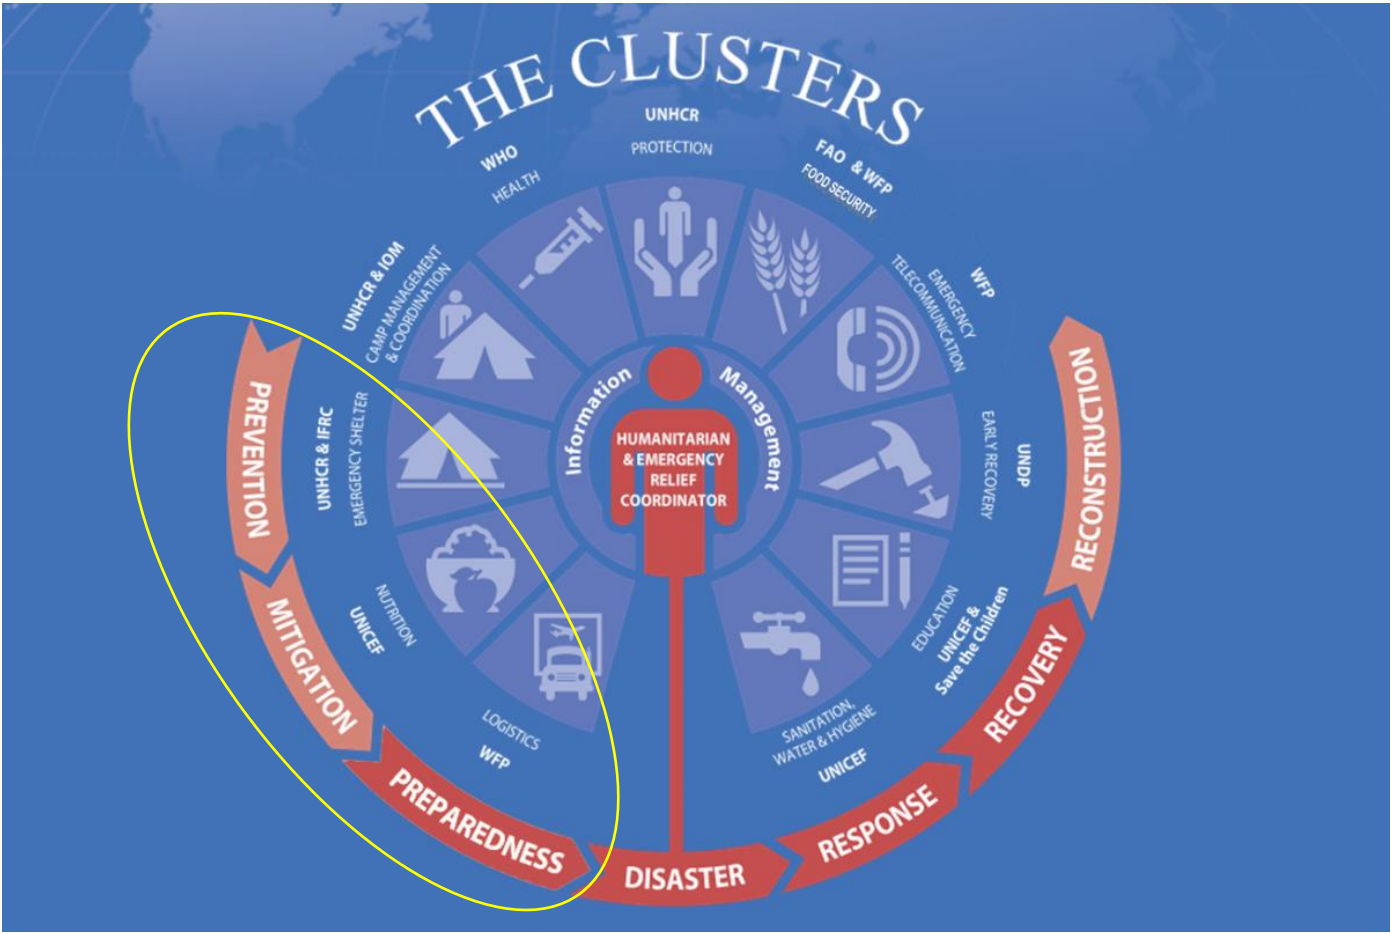 THE CLUSTERS
UNHCR
PROTECTION
WHO
HEALTH
FAO & WFP
FOOD SECURITY
UNHCR & IOM
CAMP MANAGEMENT
& COORDINATION
WFP
EMERGENCY
TELECOMMUNICATION
UNHCR & IFRC
EMERGENCY SHELTER
UNDP
EARLY RECOVERY
NUTRITION
UNICEF
EDUCATION
UNICEF &
Save the Children
LOGISTICS
WFP
SANITATION,
WATER & HYGIENE
UNICEF
Information
Management
HUMANITARIAN
& EMERGENCY
RELIEF
COORDINATOR
PREVENTION
MITIGATION
PREPAREDNESS
DISASTER
RESPONSE
RECOVERY
RECONSTRUCTION